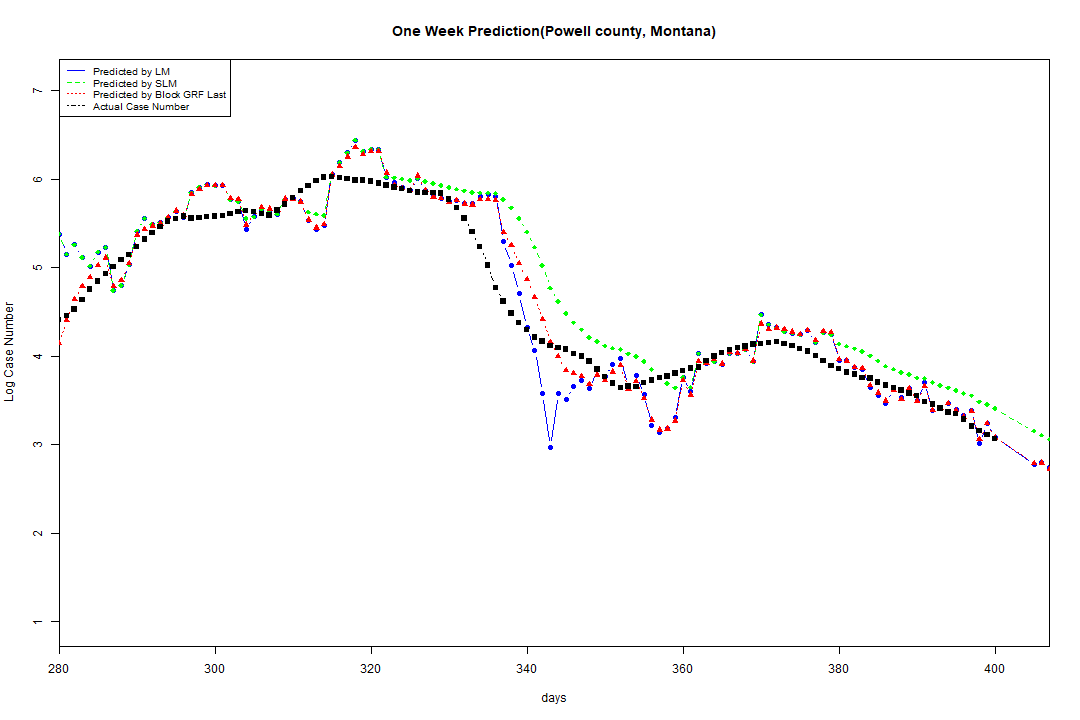 One Week Prediction(Powell county, Montana)
Predicted by LM
Predicted by SLM
Predicted by Block GRF Last
Actual Case Number
7
6
5
4
3
2
1
Log Case Number
280 300 320 340 360 380 400
days